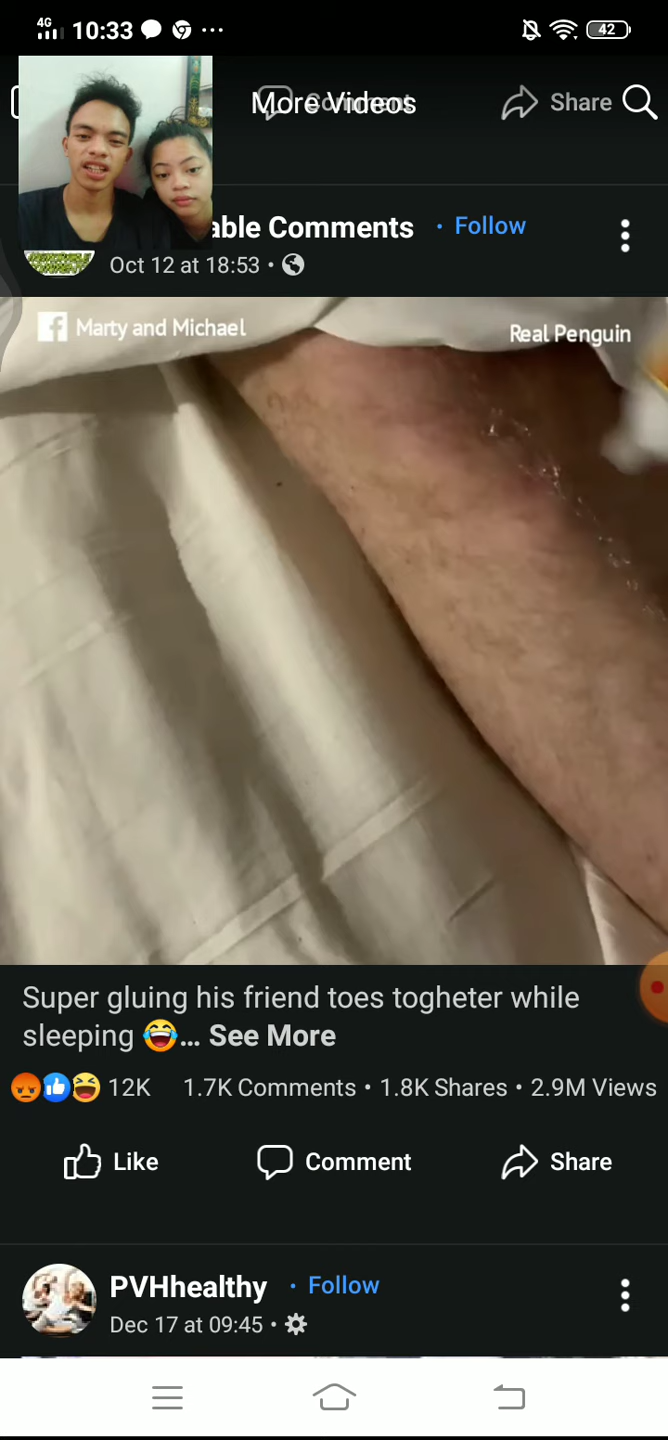 4G 10:33 42
More Videos
Share
able Comments · Follow
Oct 12 at 18:53 ·
Marty and Michael
Real Penguin
Super gluing his friend toes togheter while
sleeping 😂... See More
12K 1.7K Comments • 1.8K Shares • 2.9M Views
Like Comment Share
PVHhealthy · Follow
Dec 17 at 09:45 ·